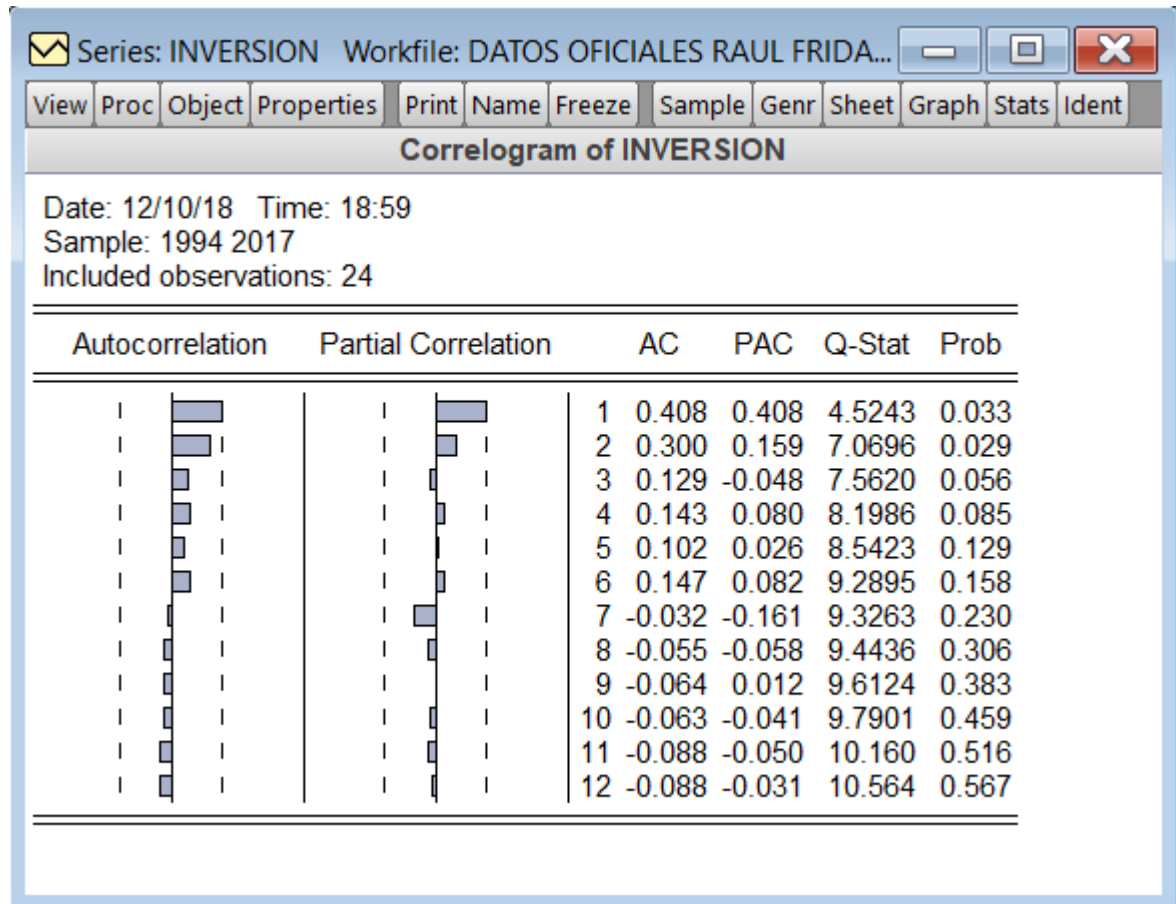 Series: INVERSION Workfile: DATOS OFICIALES RAUL FRIDA...
View Proc Object Properties Print Name Freeze Sample Genr Sheet Graph Stats Ident
Correlogram of INVERSION
Date: 12/10/18 Time: 18:59
Sample: 1994 2017
Included observations: 24
Autocorrelation Partial Correlation AC PAC Q-Stat Prob
1 0.408 0.408 4.5243 0.033
2 0.300 0.159 7.0696 0.029
3 0.129 -0.048 7.5620 0.056
4 0.143 0.080 8.1986 0.085
5 0.102 0.026 8.5423 0.129
6 0.147 0.082 9.2895 0.158
7 -0.032 -0.161 9.3263 0.230
8 -0.055 -0.058 9.4436 0.306
9 -0.064 0.012 9.6124 0.383
10 -0.063 -0.041 9.7901 0.459
11 -0.088 -0.050 10.160 0.516
12 -0.088 -0.031 10.564 0.567